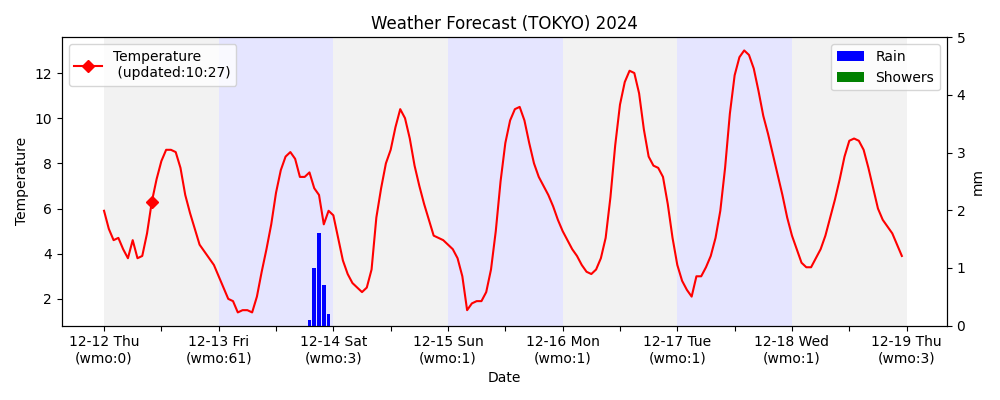 Weather Forecast (TOKYO) 2024
Temperature
(updated:10:27)
Rain
Showers
Temperature
12
10
8
6
4
2
5
4
3
2
1
0
mm
12-12 Thu
(wmo:0)
12-13 Fri
(wmo:61)
12-14 Sat
(wmo:3)
12-15 Sun
(wmo:1)
12-16 Mon
(wmo:1)
12-17 Tue
(wmo:1)
12-18 Wed
(wmo:1)
12-19 Thu
(wmo:3)
Date